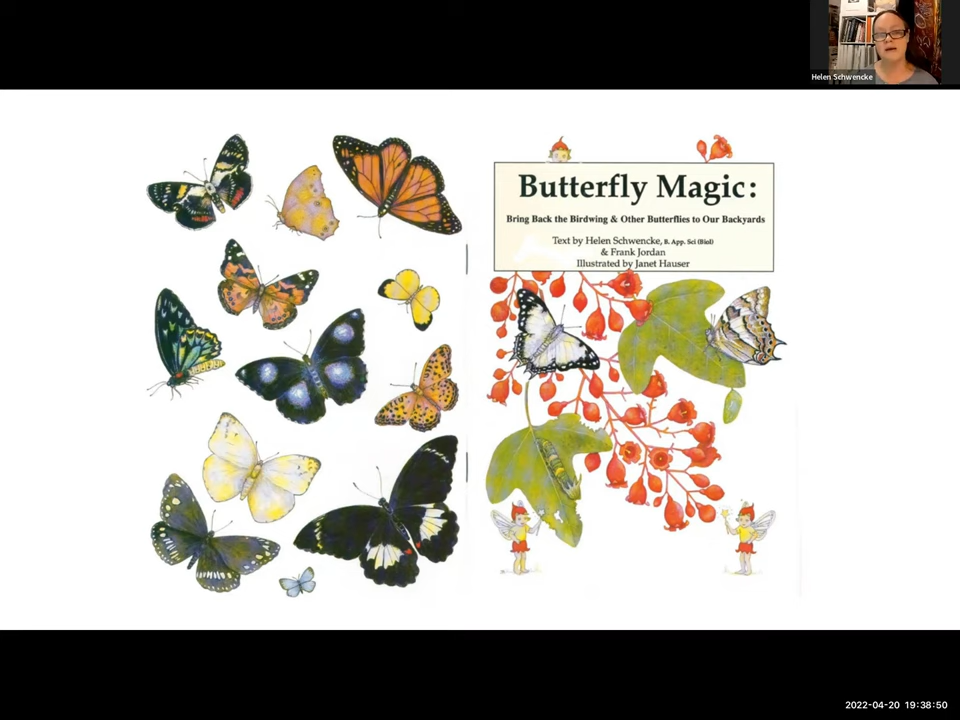 Helen Schwencke
Butterfly Magic:
Bring Back the Birdwing & Other Butterflies to Our Backyards
Text by Helen Schwencke, B. App. Sci (Biol)
& Frank Jordan
Illustrated by Janet Hauser
2022-04-20 19:38:50